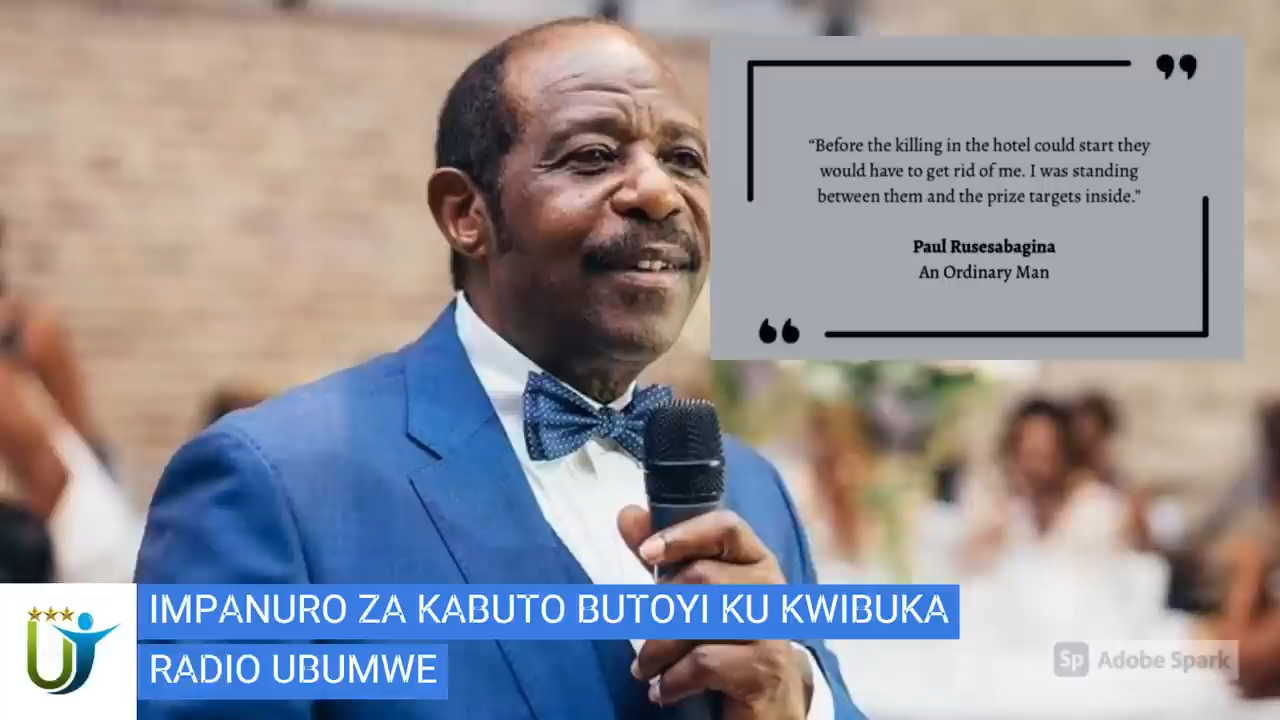 “Before the killing in the hotel could start they
would have to get rid of me. I was standing
between them and the prize targets inside.”
Paul Rusesabagina
An Ordinary Man
IMPANURO ZA KABUTO BUTOYI KU KWIBUKA
RADIO UBUMWE
U
Sp Adobe Spark